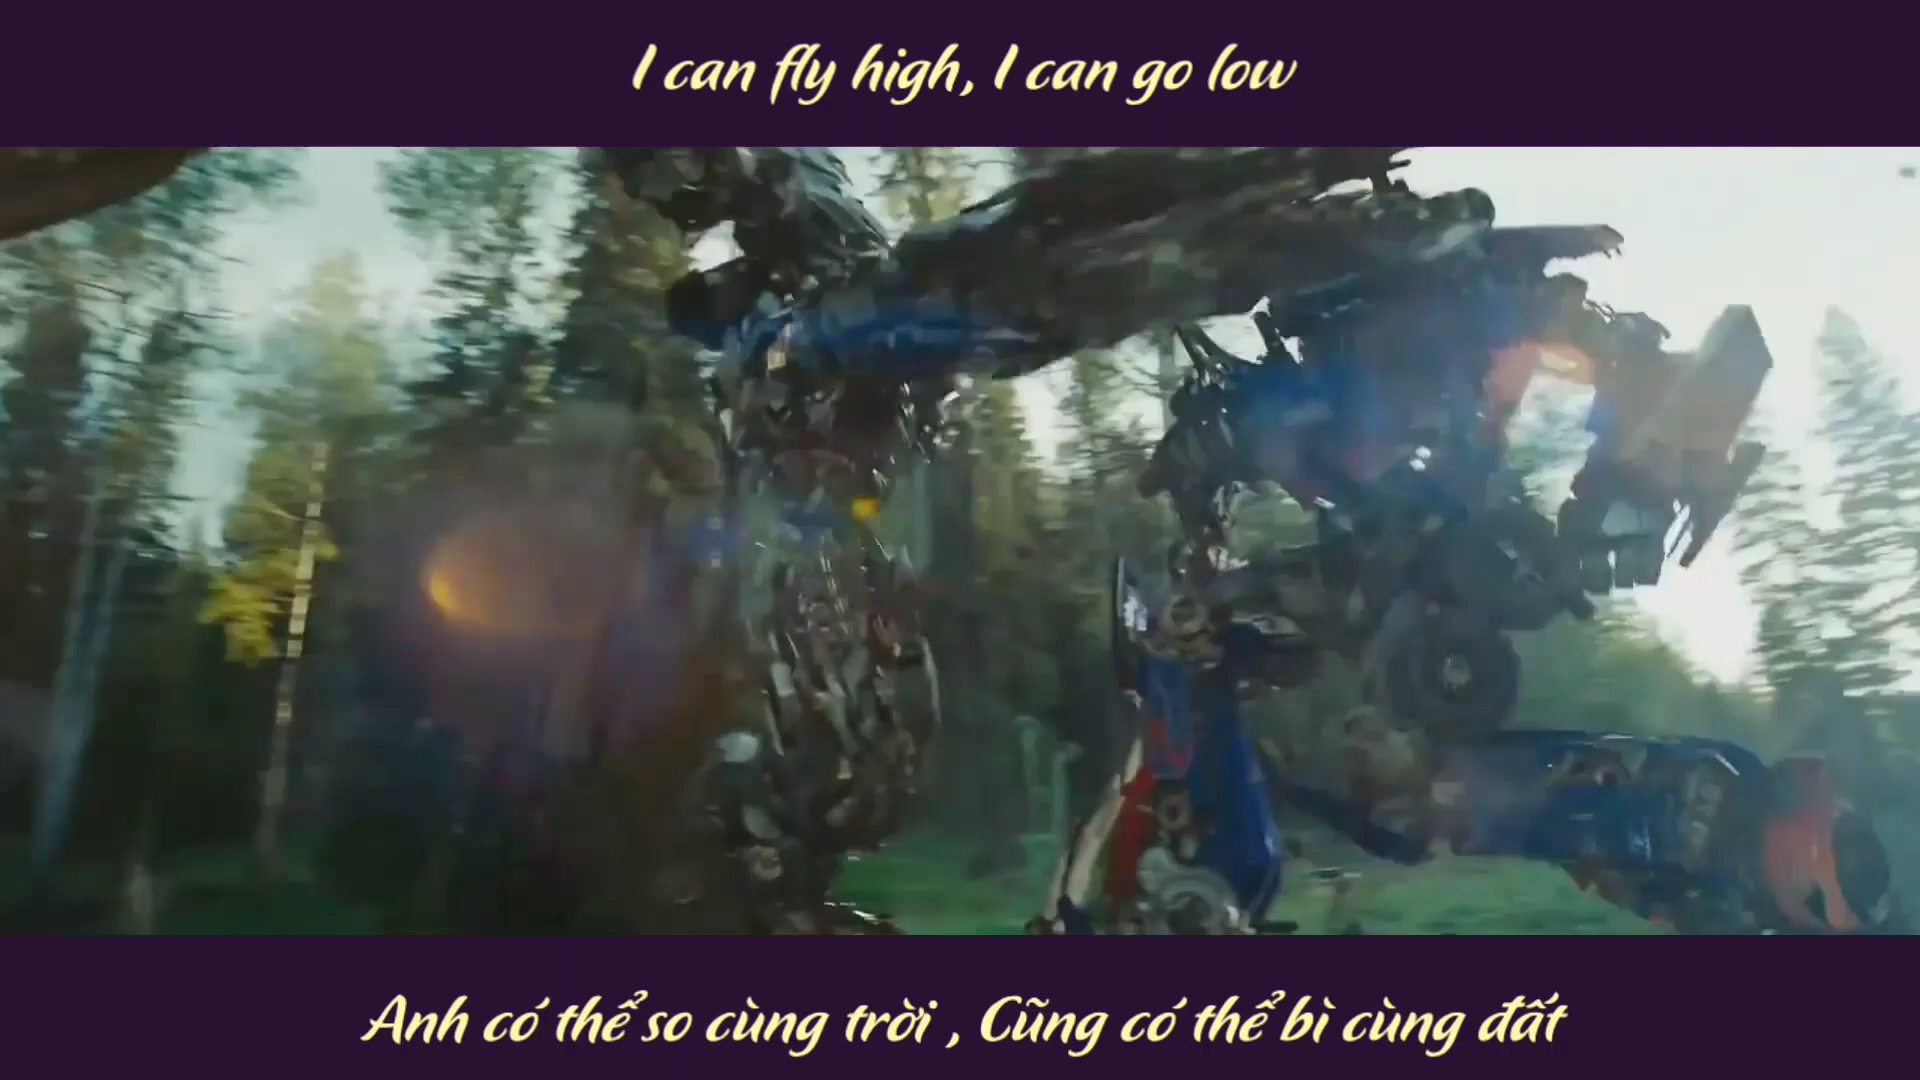 I can fly high, I can go low
Anh có thể so cùng trời , Cũng có thể bì cùng đất